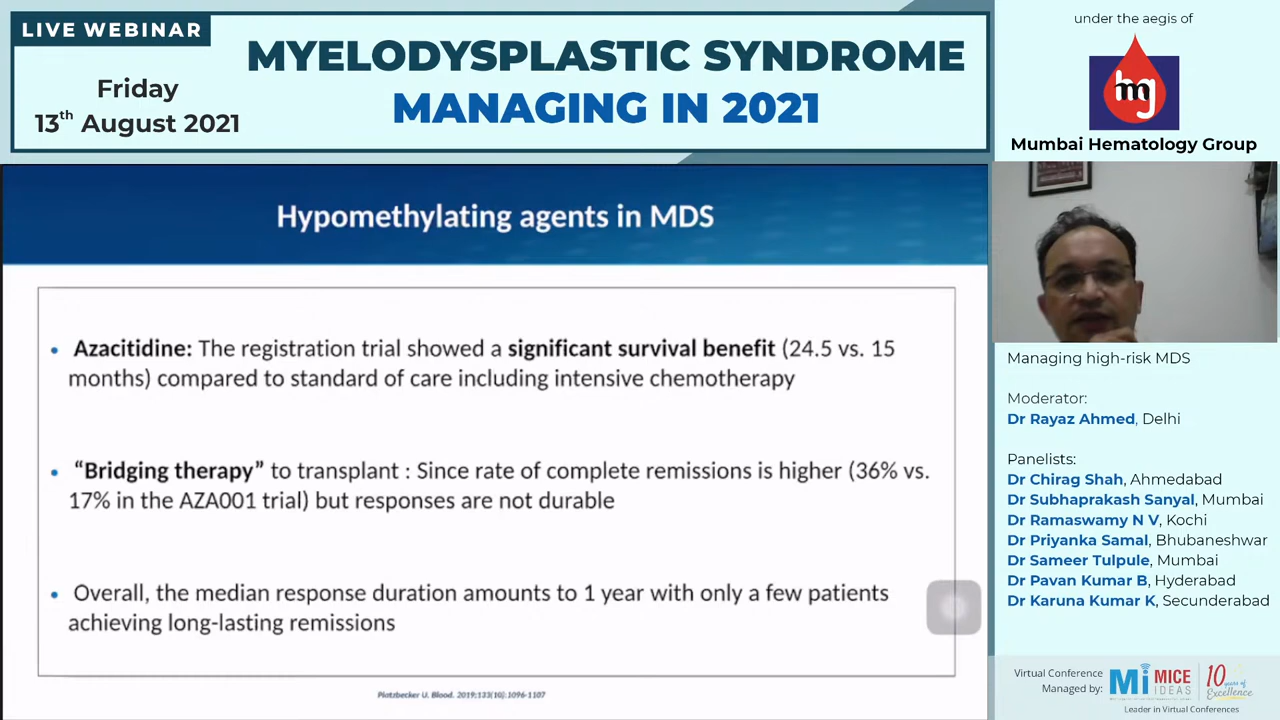 LIVE WEBINAR
Friday
13th August 2021
MYELODYSPLASTIC SYNDROME
MANAGING IN 2021
under the aegis of
hmg
Mumbai Hematology Group
Hypomethylating agents in MDS
• Azacitidine: The registration trial showed a significant survival benefit (24.5 vs. 15
months) compared to standard of care including intensive chemotherapy
• “Bridging therapy” to transplant : Since rate of complete remissions is higher (36% vs.
17% in the AZA001 trial) but responses are not durable
• Overall, the median response duration amounts to 1 year with only a few patients
achieving long-lasting remissions
Platzbecker U. Blood. 2019;133(10):1096-1107
Managing high-risk MDS
Moderator:
Dr Rayaz Ahmed, Delhi
Panelists:
Dr Chirag Shah, Ahmedabad
Dr Subhaprakash Sanyal, Mumbai
Dr Ramaswamy N V, Kochi
Dr Priyanka Samal, Bhubaneshwar
Dr Sameer Tulpule, Mumbai
Dr Pavan Kumar B, Hyderabad
Dr Karuna Kumar K, Secunderabad
Virtual Conference
Managed by:
Mi MICE
IDEAS
10 years of
Excellence
Leader in Virtual Conferences